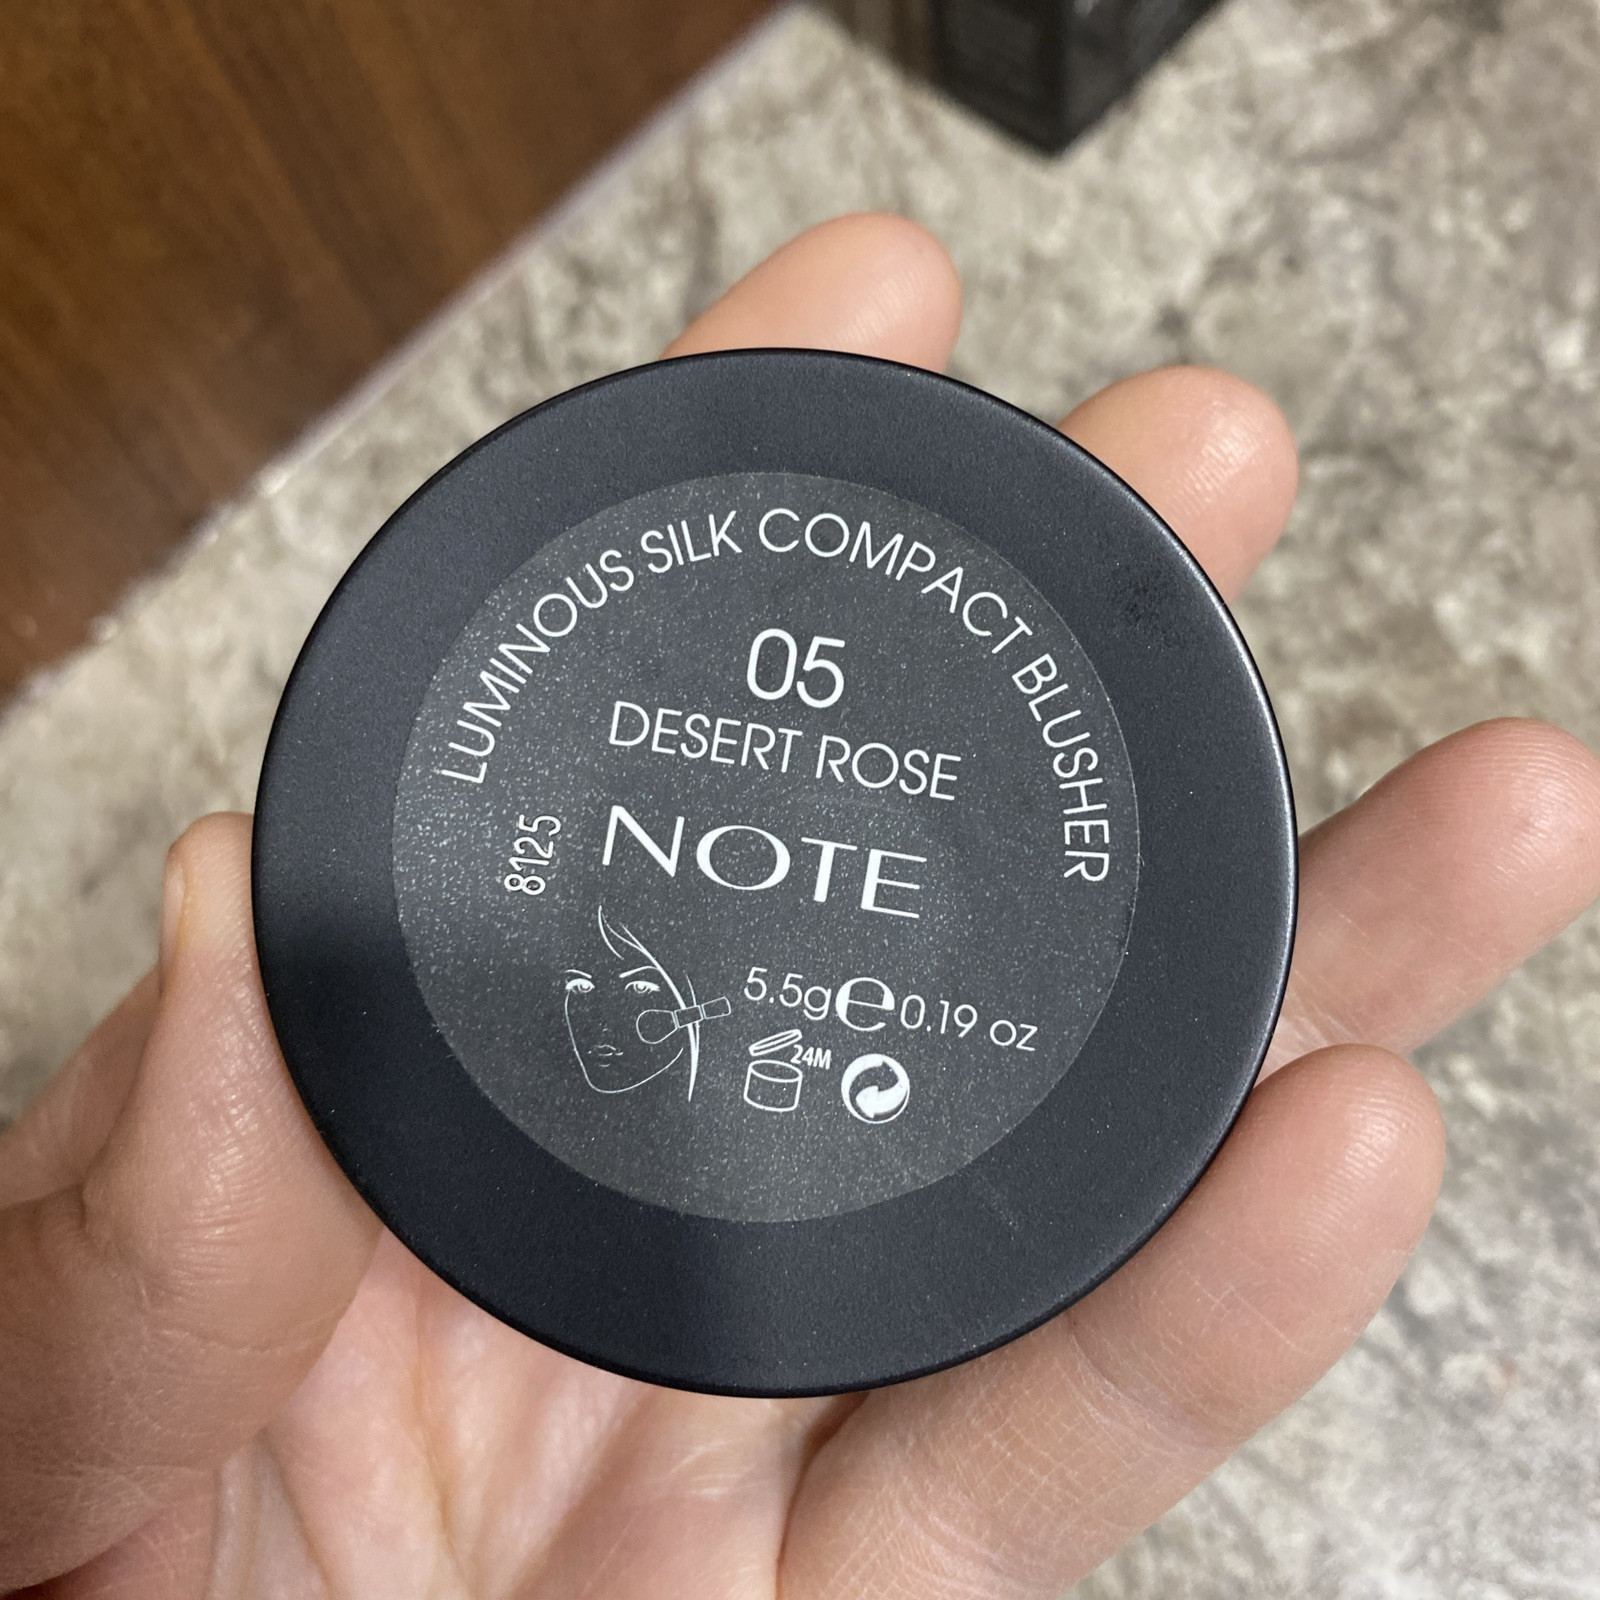 LUMINOUS SILK COMPACT BLUSHER
05
DESERT ROSE
NOTE
8125
5.5g e 0.19 oz
24M